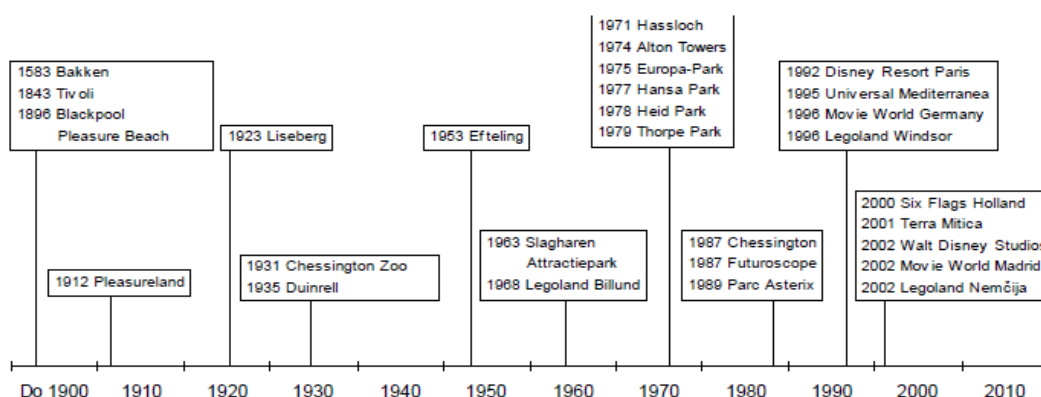 1583 Bakken
1843 Tivoli
1896 Blackpool
Pleasure Beach
1912 Pleasureland
1923 Liseberg
1931 Chessington Zoo
1935 Duinrell
1953 Efteling
1963 Slagharen
Attractiepark
1968 Legoland Billund
1971 Hassloch
1974 Alton Towers
1975 Europa-Park
1977 Hansa Park
1978 Heid Park
1979 Thorpe Park
1987 Chessington
1987 Futuroscope
1989 Parc Asterix
1992 Disney Resort Paris
1995 Universal Mediterranea
1996 Movie World Germany
1996 Legoland Windsor
2000 Six Flags Holland
2001 Terra Mitica
2002 Walt Disney Studios
2002 Movie World Madrid
2002 Legoland Nemčija
Do 1900 1910 1920 1930 1940 1950 1960 1970 1980 1990 2000 2010